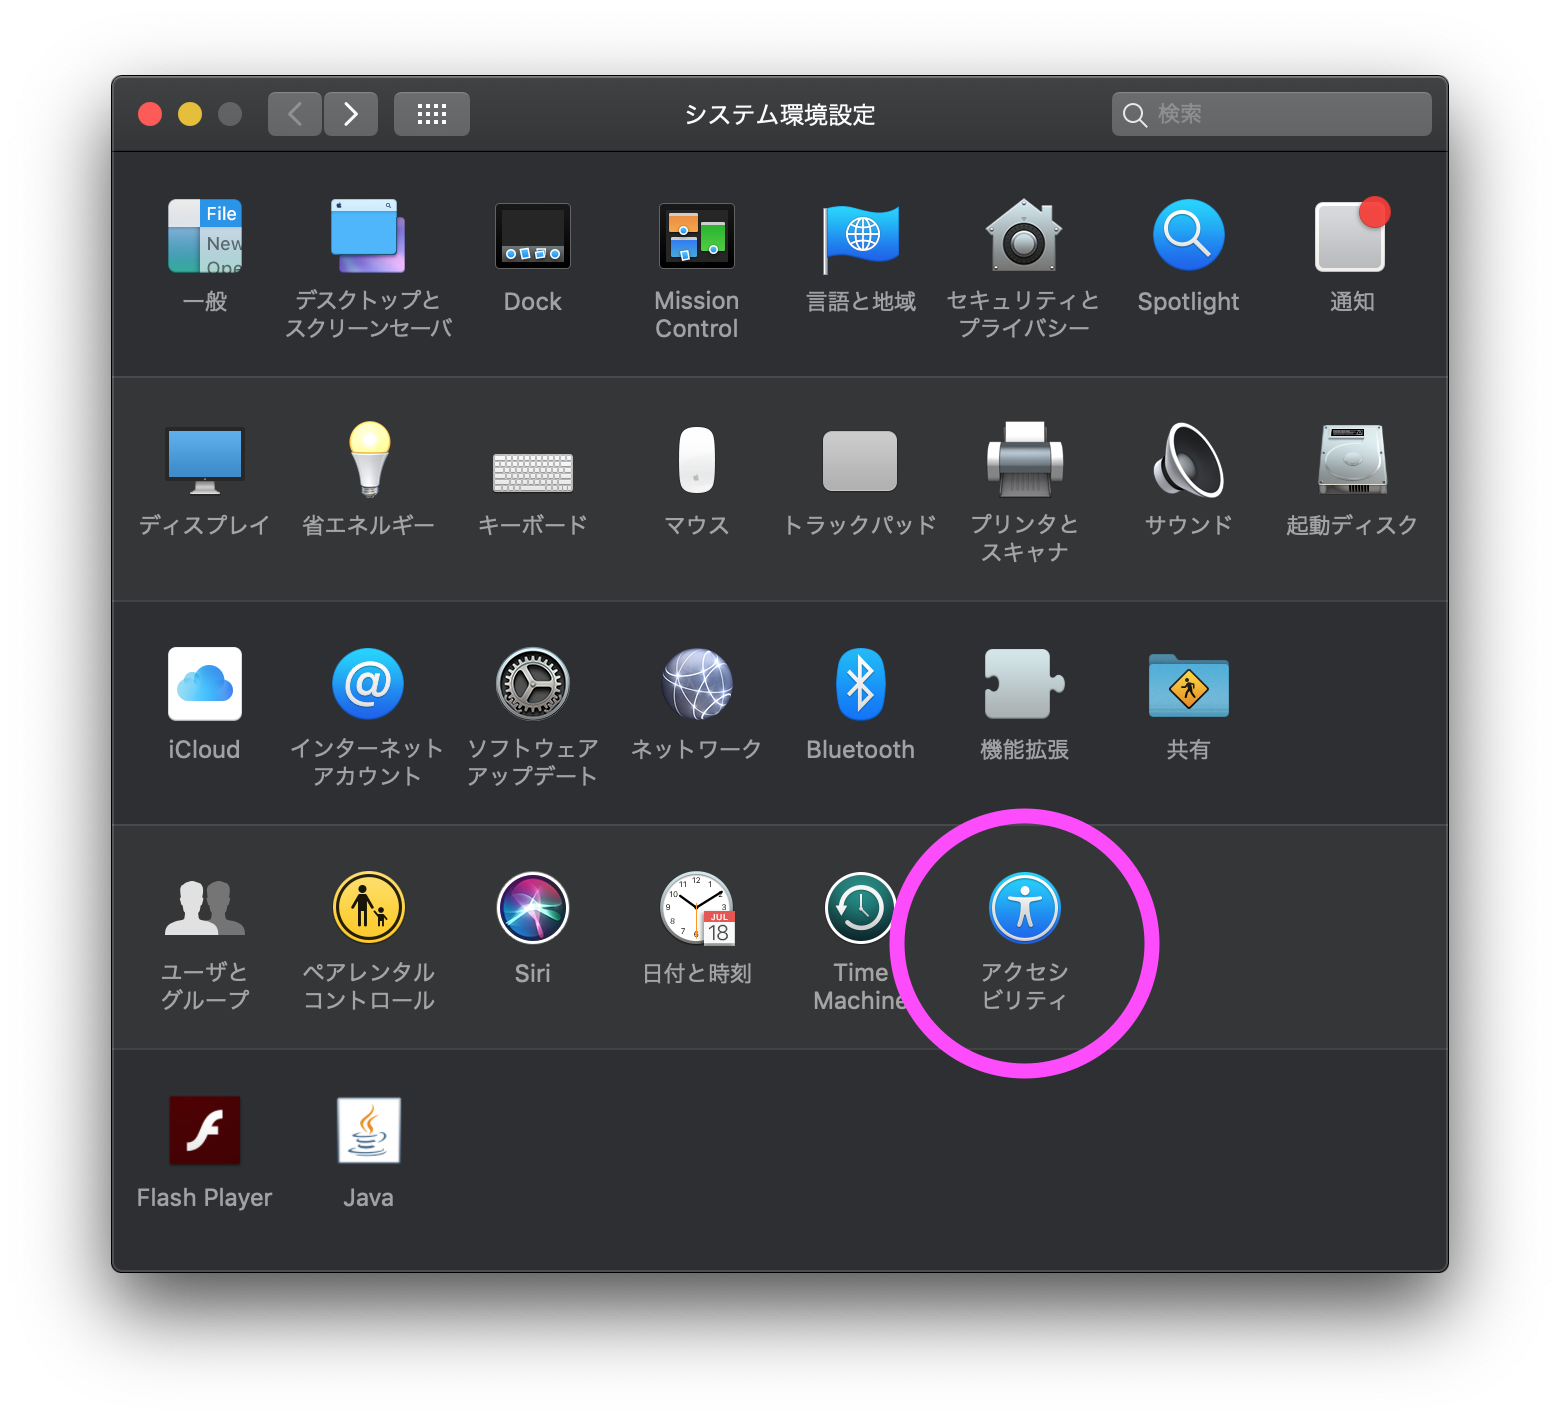 システム環境設定
検索
File
New
Ope
一般
デスクトップと
スクリーンセーバ
Dock
Mission
Control
言語と地域
セキュリティと
プライバシー
Spotlight
通知
ディスプレイ
省エネルギー
キーボード
マウス
トラックパッド
プリンタと
スキャナ
サウンド
起動ディスク
iCloud
@
インターネット
アカウント
ソフトウェア
アップデート
ネットワーク
Bluetooth
機能拡張
共有
ユーザと
グループ
ペアレンタル
コントロール
Siri
12
11 1
10
9 3
8
7 6
JUL
18
日付と時刻
Time
Machine
アクセシ
ビリティ
Flash Player
Java